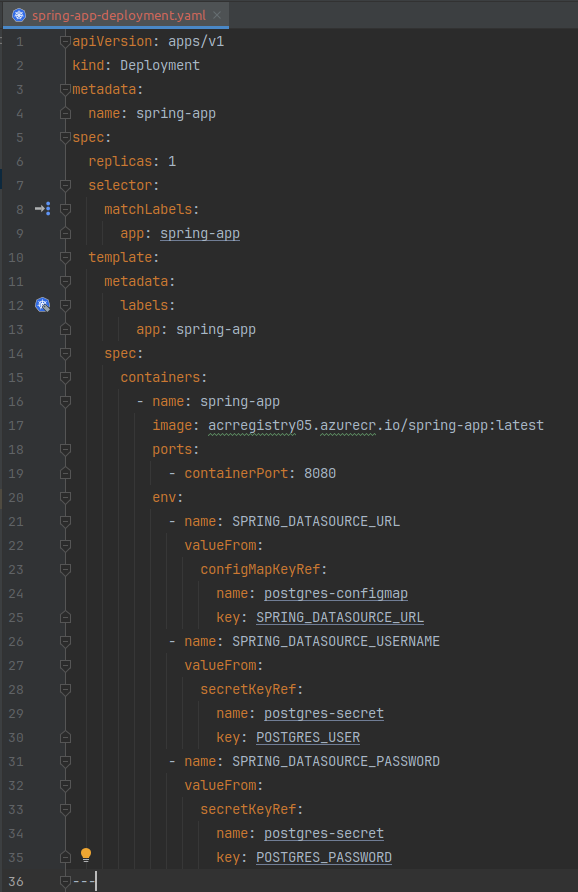 spring-app-deployment.yaml
1 apiVersion: apps/v1
2 kind: Deployment
3 metadata:
4   name: spring-app
5 spec:
6   replicas: 1
7   selector:
8     matchLabels:
9       app: spring-app
10   template:
11     metadata:
12       labels:
13         app: spring-app
14     spec:
15       containers:
16         - name: spring-app
17           image: acrregistry05.azurecr.io/spring-app:latest
18           ports:
19             - containerPort: 8080
20           env:
21             - name: SPRING_DATASOURCE_URL
22               valueFrom:
23                 configMapKeyRef:
24                   name: postgres-configmap
25                   key: SPRING_DATASOURCE_URL
26             - name: SPRING_DATASOURCE_USERNAME
27               valueFrom:
28                 secretKeyRef:
29                   name: postgres-secret
30                   key: POSTGRES_USER
31             - name: SPRING_DATASOURCE_PASSWORD
32               valueFrom:
33                 secretKeyRef:
34                   name: postgres-secret
35                   key: POSTGRES_PASSWORD
36 ---